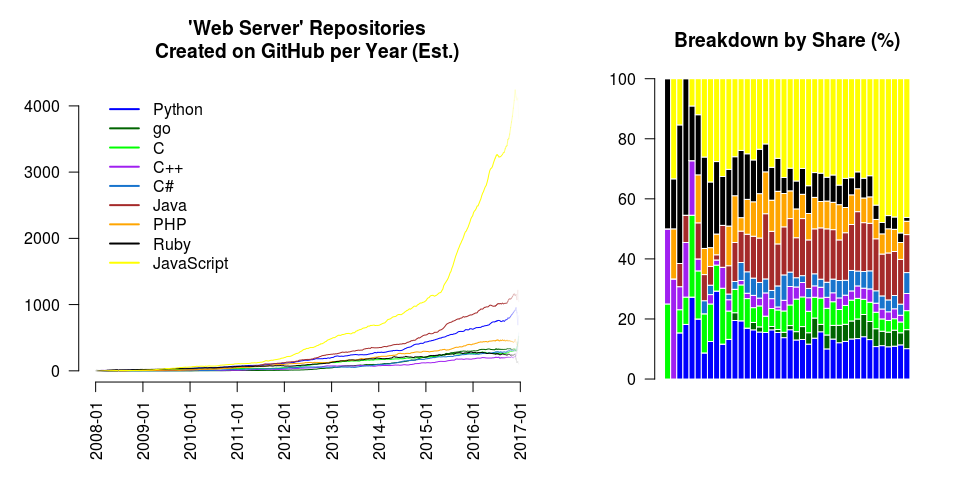 'Web Server' Repositories
Created on GitHub per Year (Est.)
4000
3000
2000
1000
0
Python
go
C
C++
C#
Java
PHP
Ruby
JavaScript
2008-01
2009-01
2010-01
2011-01
2012-01
2013-01
2014-01
2015-01
2016-01
2017-01
Breakdown by Share (%)
100
80
60
40
20
0